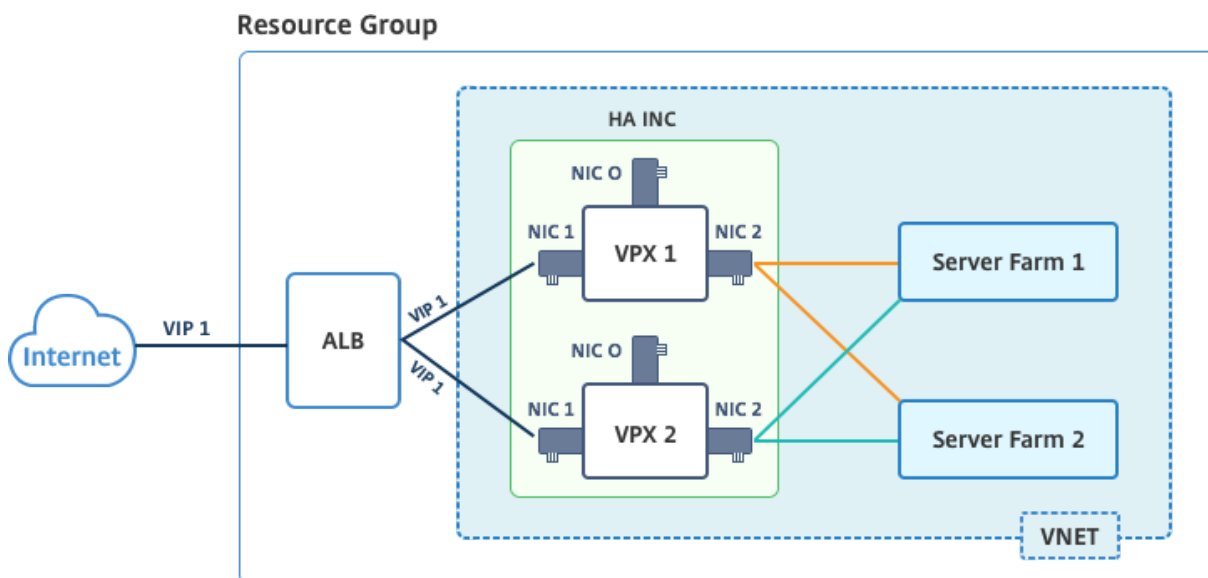 Resource Group
HA INC
NIC O
NIC 1
VPX 1
NIC 2
Server Farm 1
VIP 1
VIP 1
ALB
Internet
VIP 1
NIC O
NIC 1
VPX 2
NIC 2
Server Farm 2
VNET